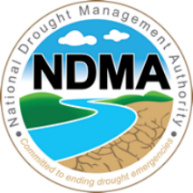 • National Drought Management Authority •
NDMA
Committed to ending drought emergencies